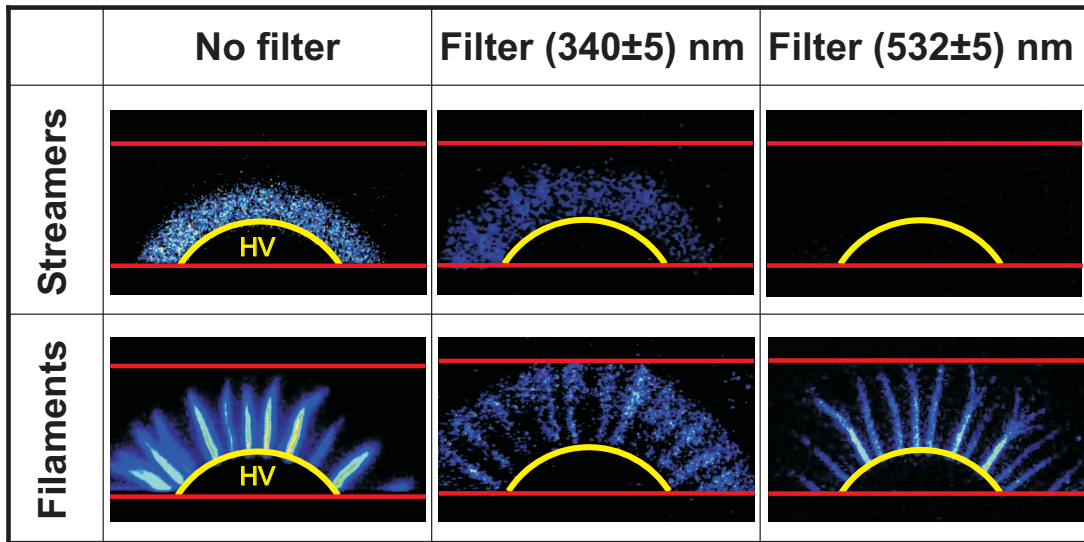 No filter
Filter (340±5) nm
Filter (532±5) nm
Streamers
HV
Filaments
HV